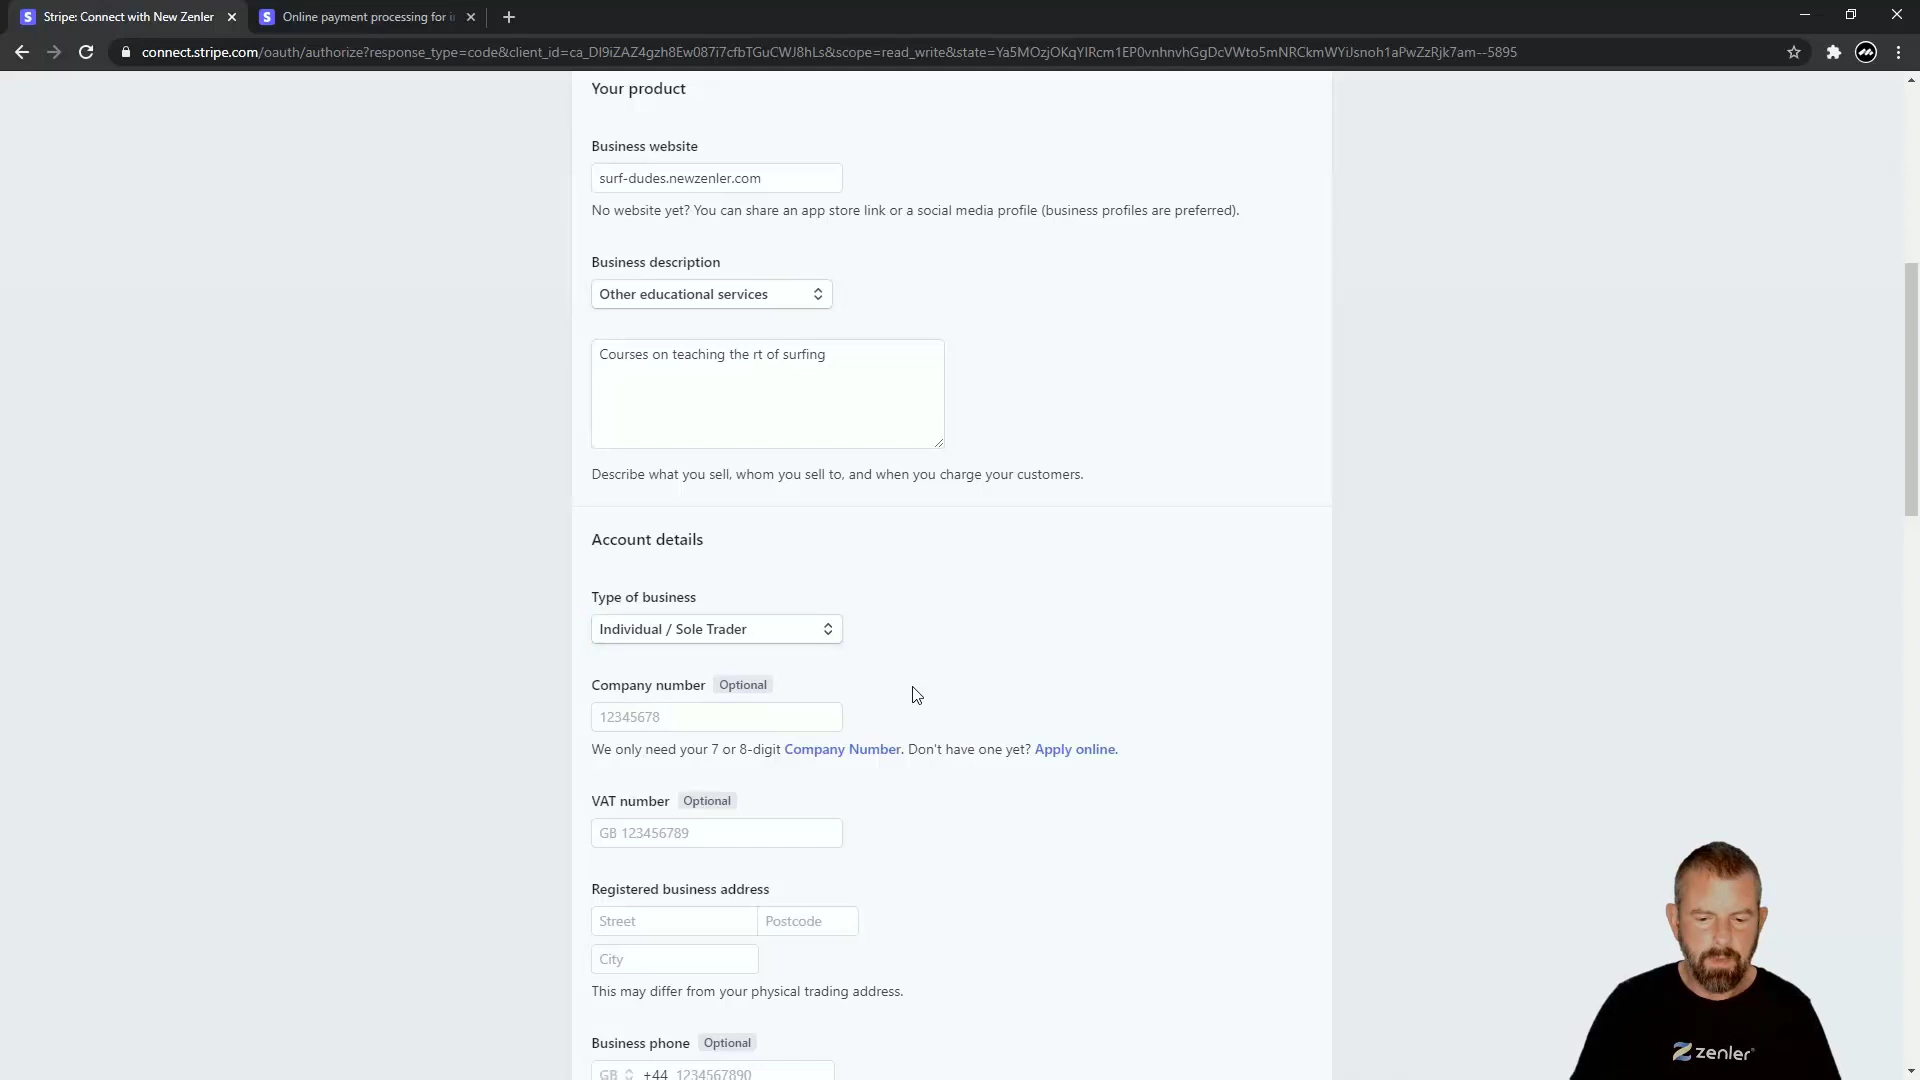 Stripe: Connect with New Zenler
Online payment processing for i
connect.stripe.com/oauth/authorize?response_type=code&client_id=ca_DI9iZAZ4gzh8Ew087i7cfbTGuCWJ8hLs&scope=read_write&state=Ya5MOzjOKqYIRcm1EP0vnhnvhGgDcVWto5mNRCkmWYiJsnoh1aPwZzRjk7am--5895
Your product
Business website
surf-dudes.newzenler.com
No website yet? You can share an app store link or a social media profile (business profiles are preferred).
Business description
Other educational services
Courses on teaching the rt of surfing
Describe what you sell, whom you sell to, and when you charge your customers.
Account details
Type of business
Individual / Sole Trader
Company number Optional
12345678
We only need your 7 or 8-digit Company Number. Don't have one yet? Apply online.
VAT number Optional
GB 123456789
Registered business address
Street Postcode
City
This may differ from your physical trading address.
Business phone Optional
GB +44 1234567890
zenler